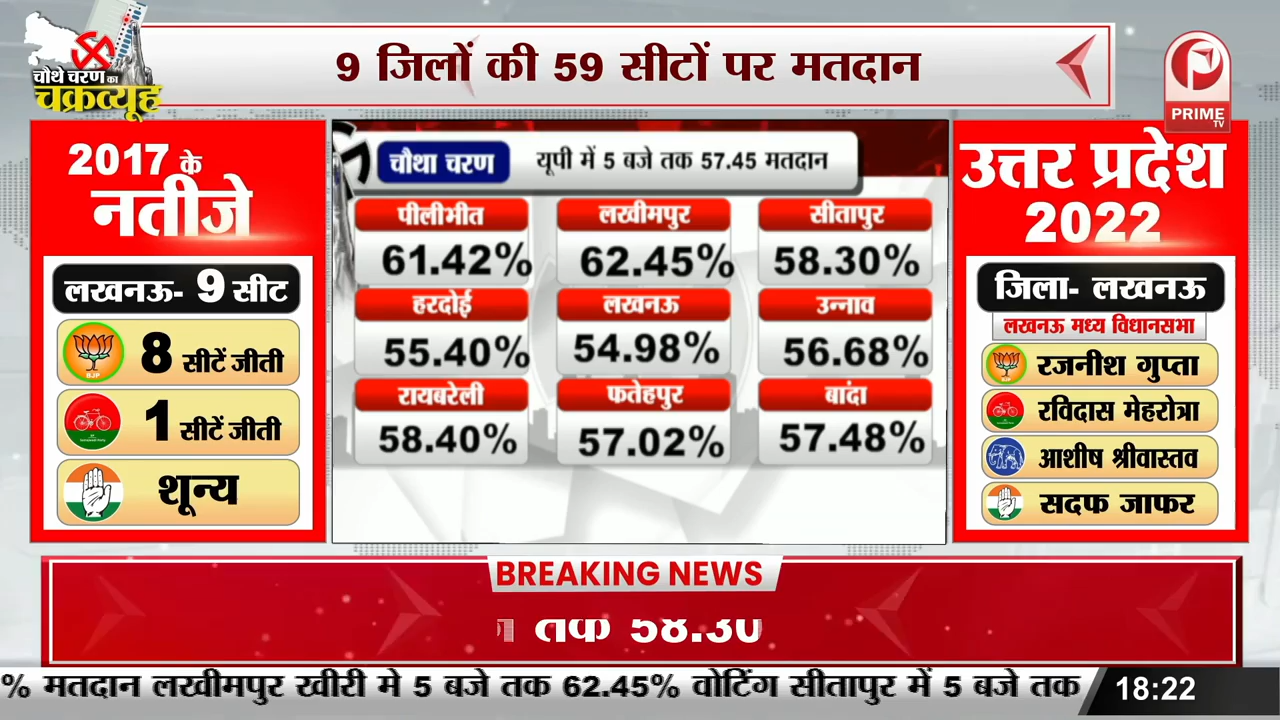 चौथे चरण का
चक्रव्यूह
9 जिलों की 59 सीटों पर मतदान
PRIME
TV
2017 के
नतीजे
लखनऊ- 9 सीट
BJP
8 सीटें जीती
1 सीटें जीती
शून्य
चौथा चरण
यूपी में 5 बजे तक 57.45 मतदान
पीलीभीत
लखीमपुर
सीतापुर
61.42%
62.45%
58.30%
हरदोई
लखनऊ
उन्नाव
55.40%
54.98%
56.68%
रायबरेली
फतेहपुर
बांदा
58.40%
57.02%
57.48%
उत्तर प्रदेश
2022
जिला- लखनऊ
लखनऊ मध्य विधानसभा
रजनीश गुप्ता
रविदास मेहरोत्रा
आशीष श्रीवास्तव
सदफ जाफर
BREAKING NEWS
तक 58.30
% मतदान लखीमपुर खीरी मे 5 बजे तक 62.45% वोटिंग सीतापुर में 5 बजे तक
18:22